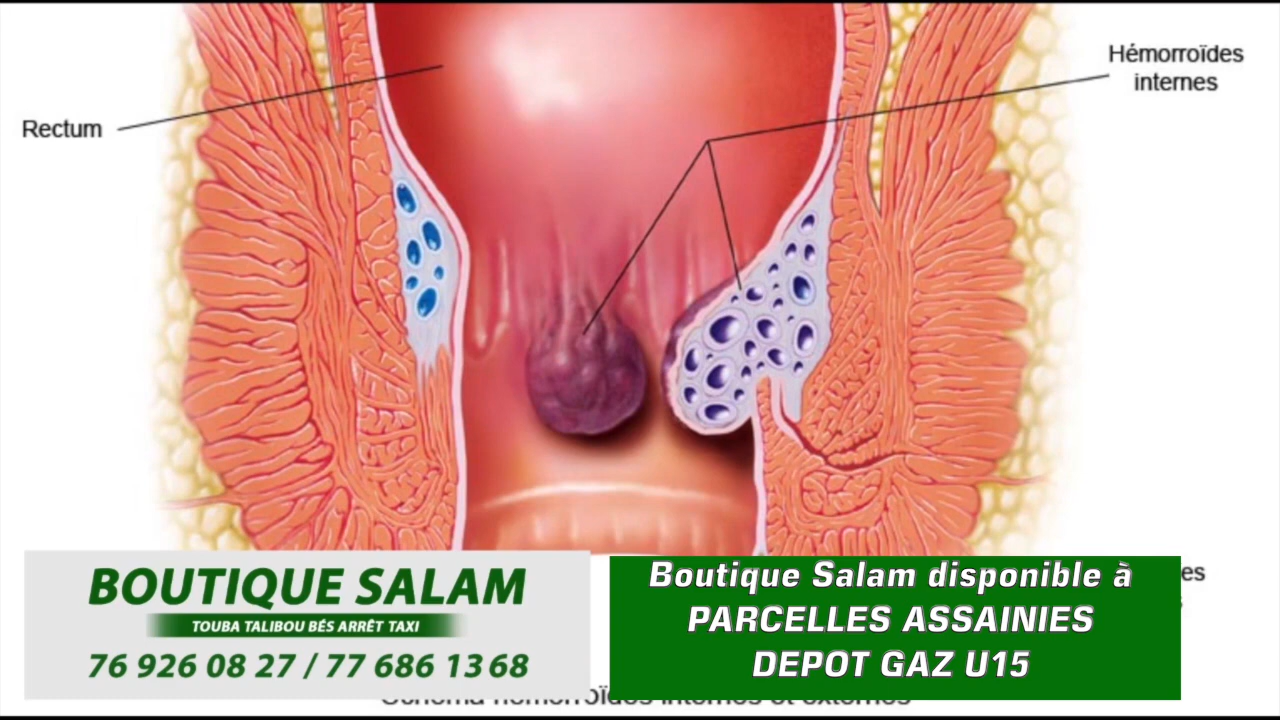 Hémorroïdes
internes
Rectum
BOUTIQUE SALAM
TOUBA TALIBOU BÉS ARRÊT TAXI
76 926 08 27 / 77 686 13 68
Boutique Salam disponible à
PARCELLES ASSAINIES
DEPOT GAZ U15